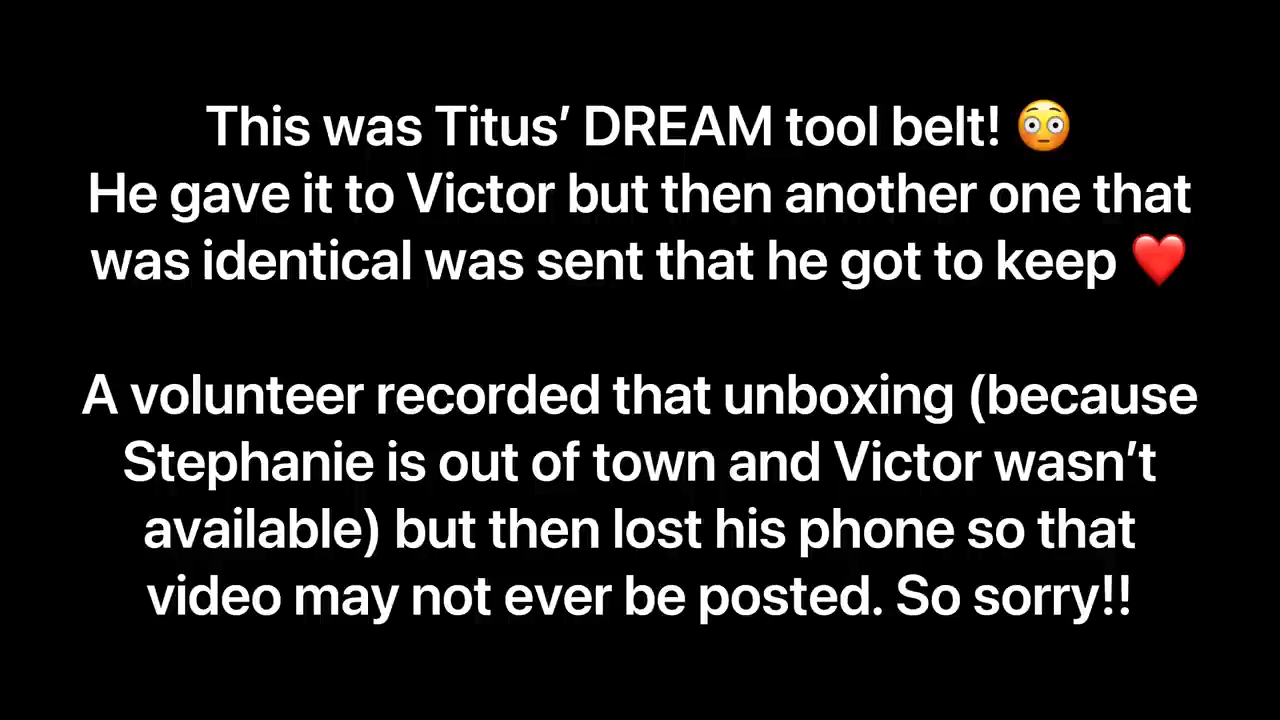 This was Titus’ DREAM tool belt! 😳
He gave it to Victor but then another one that
was identical was sent that he got to keep ❤️
A volunteer recorded that unboxing (because
Stephanie is out of town and Victor wasn’t
available) but then lost his phone so that
video may not ever be posted. So sorry!!